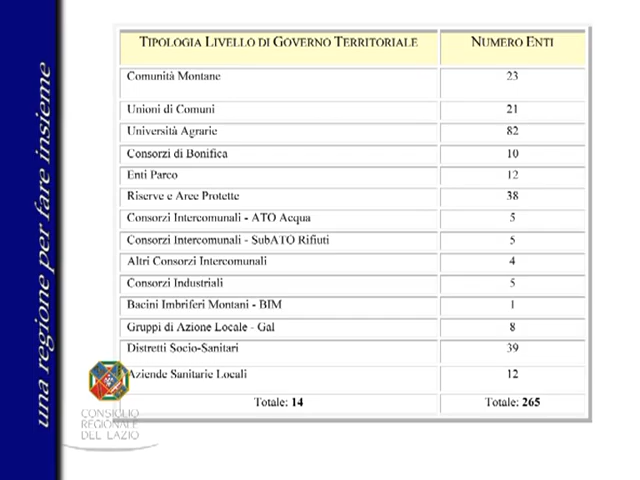 una regione per fare insieme
TIPOLOGIA LIVELLO DI GOVERNO TERRITORIALE NUMERO ENTI
Comunità Montane 23
Unioni di Comuni 21
Università Agrarie 82
Consorzi di Bonifica 10
Enti Parco 12
Riserve e Aree Protette 38
Consorzi Intercomunali - ATO Acqua 5
Consorzi Intercomunali - SubATO Rifiuti 5
Altri Consorzi Intercomunali 4
Consorzi Industriali 5
Bacini Imbriferi Montani - BIM 1
Gruppi di Azione Locale - Gal 8
Distretti Socio-Sanitari 39
Aziende Sanitarie Locali 12
Totale: 14 Totale: 265
CONSIGLIO
REGIONALE
DEL LAZIO